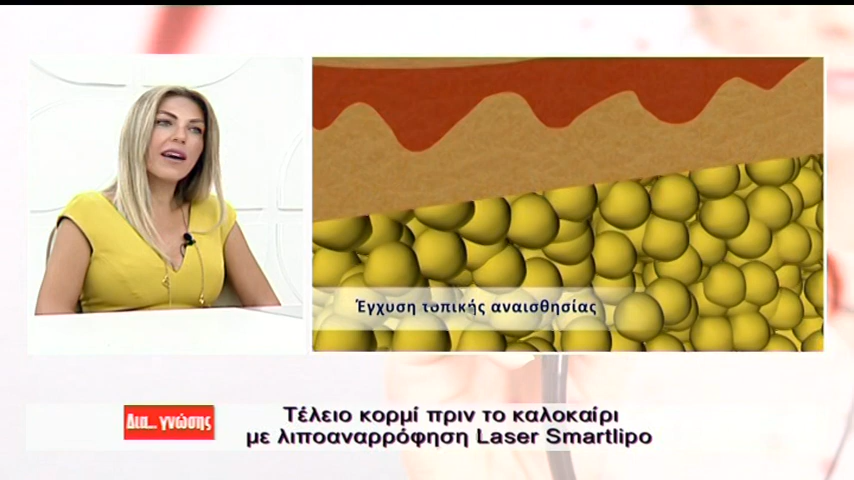 Έγχυση τοπικής αναισθησίας
Δια... γνώσης
Τέλειο κορμί πριν το καλοκαίρι
με λιποαναρρόφηση Laser Smartlipo